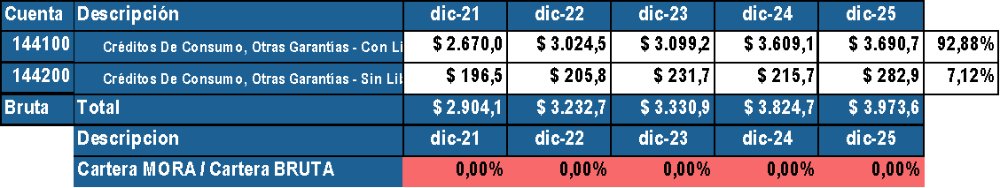 Cuenta Descripción dic-21 dic-22 dic-23 dic-24 dic-25
144100 Créditos De Consumo, Otras Garantías - Con Li $ 2.670,0 $ 3.024,5 $ 3.099,2 $ 3.609,1 $ 3.690,7 92,88%
144200 Créditos De Consumo, Otras Garantías - Sin Lib $ 196,5 $ 205,8 $ 231,7 $ 215,7 $ 282,9 7,12%
Bruta Total $ 2.904,1 $ 3.232,7 $ 3.330,9 $ 3.824,7 $ 3.973,6
Descripcion dic-21 dic-22 dic-23 dic-24 dic-25
Cartera MORA / Cartera BRUTA 0,00% 0,00% 0,00% 0,00% 0,00%